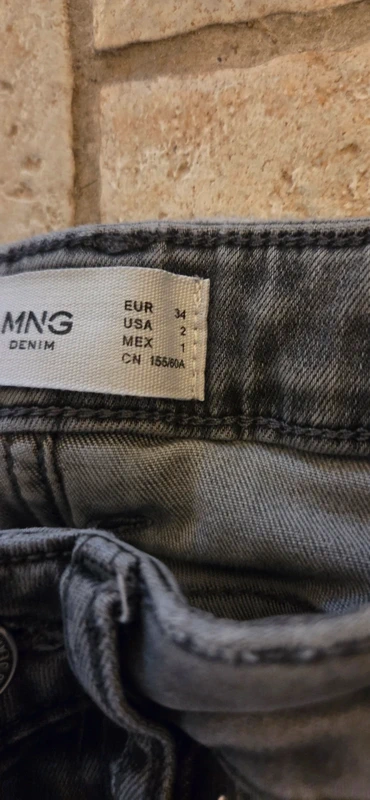 MNG
DENIM
EUR 34
USA 2
MEX 1
CN 155/60A